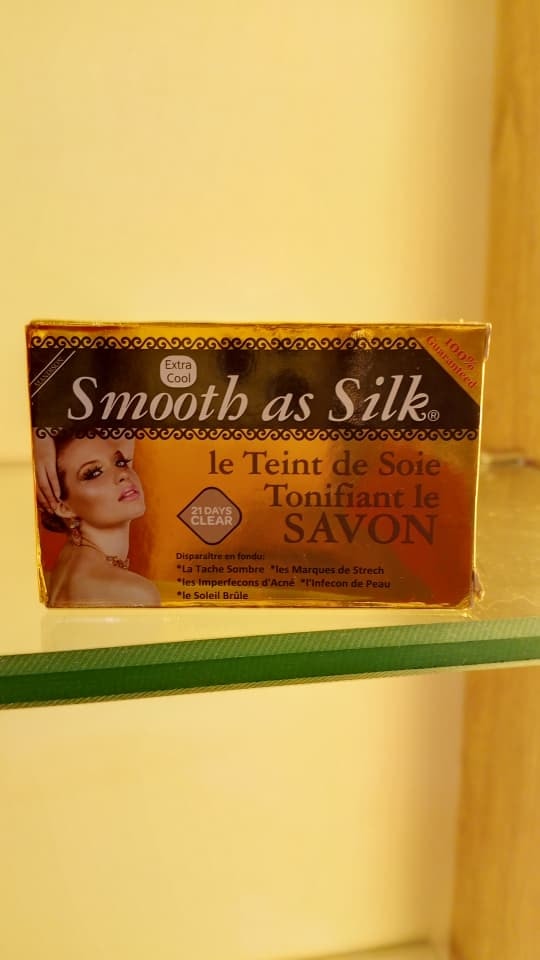 Extra
Cool
100%
Guaranteed
Smooth as Silk®
le Teint de Soie
Tonifiant le
SAVON
21 DAYS
CLEAR
Disparaître en fondu:
*La Tache Sombre *les Marques de Strech
*les Imperfecons d'Acné *l'Infecon de Peau
*le Soleil Brûle